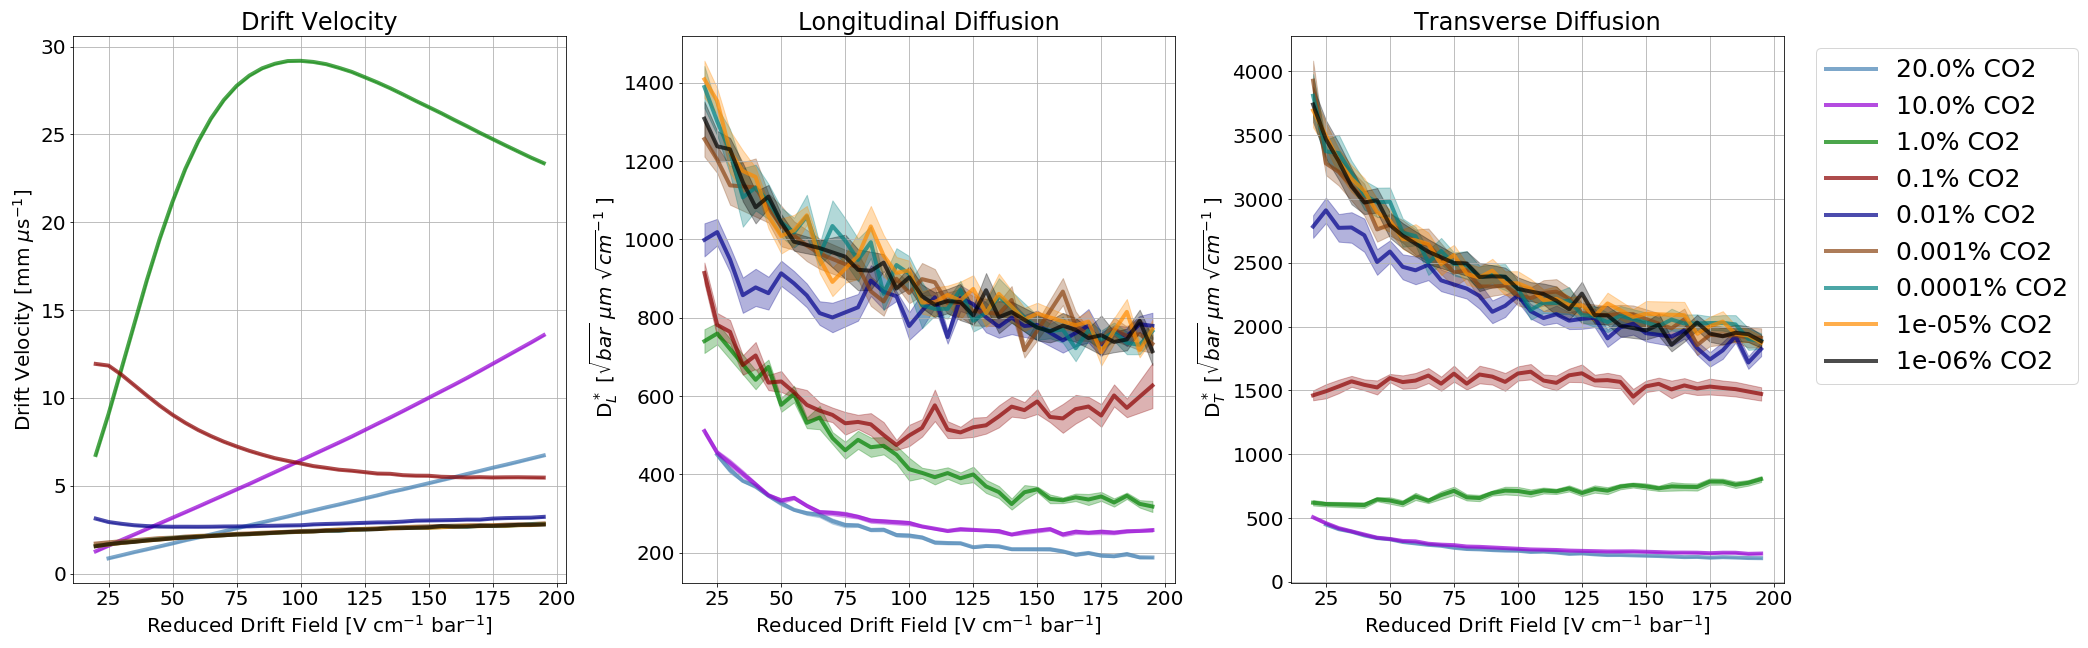 Drift Velocity
Drift Velocity [mm μs⁻¹]
30
25
20
15
10
5
0
25 50 75 100 125 150 175 200
Reduced Drift Field [V cm⁻¹ bar⁻¹]
Longitudinal Diffusion
D*L [√bar μm √cm⁻¹ ]
1400
1200
1000
800
600
400
200
25 50 75 100 125 150 175 200
Reduced Drift Field [V cm⁻¹ bar⁻¹]
Transverse Diffusion
D*T [√bar μm √cm⁻¹ ]
4000
3500
3000
2500
2000
1500
1000
500
0
25 50 75 100 125 150 175 200
Reduced Drift Field [V cm⁻¹ bar⁻¹]
20.0% CO2
10.0% CO2
1.0% CO2
0.1% CO2
0.01% CO2
0.001% CO2
0.0001% CO2
1e-05% CO2
1e-06% CO2